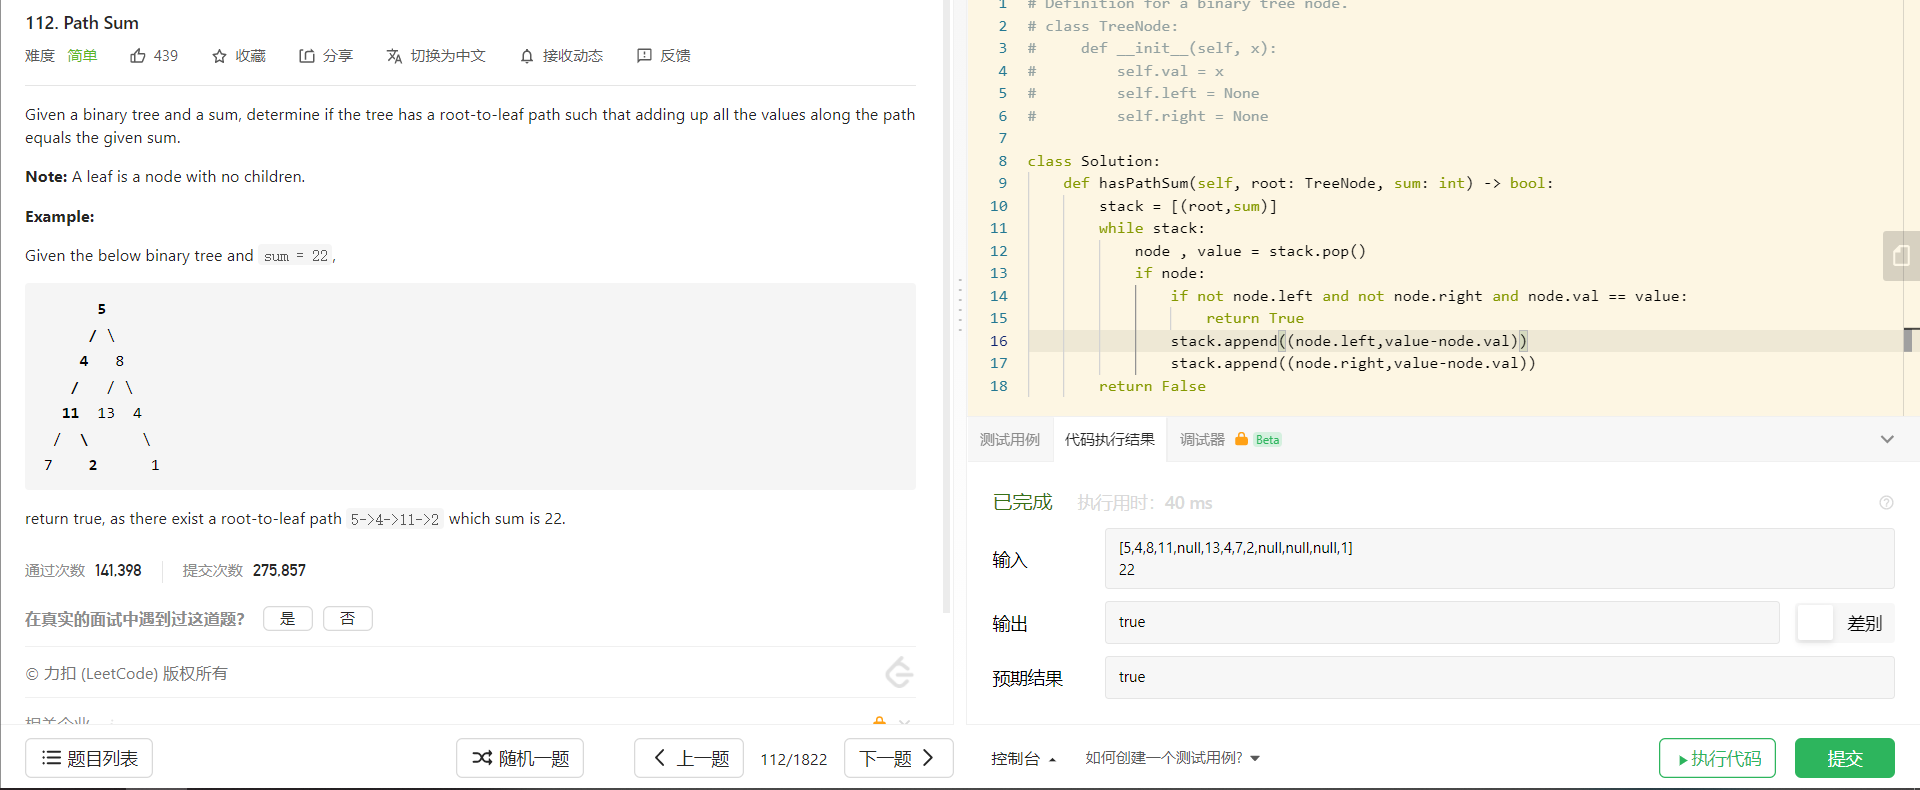 112. Path Sum
难度 简单 439 收藏 分享 切换为中文 接收动态 反馈
Given a binary tree and a sum, determine if the tree has a root-to-leaf path such that adding up all the values along the path
equals the given sum.
Note: A leaf is a node with no children.
Example:
Given the below binary tree and sum = 22,
5
/ \
4 8
/ / \
11 13 4
/ \ \
7 2 1
return true, as there exist a root-to-leaf path 5->4->11->2 which sum is 22.
通过次数 141,398 提交次数 275,857
在真实的面试中遇到过这道题? 是 否
© 力扣 (LeetCode) 版权所有
相关企业
题目列表 随机一题 上一题 112/1822 下一题
1 # Definition for a binary tree node.
2 # class TreeNode:
3 # def __init__(self, x):
4 # self.val = x
5 # self.left = None
6 # self.right = None
7
8 class Solution:
9 def hasPathSum(self, root: TreeNode, sum: int) -> bool:
10 stack = [(root,sum)]
11 while stack:
12 node , value = stack.pop()
13 if node:
14 if not node.left and not node.right and node.val == value:
15 return True
16 stack.append((node.left,value-node.val))
17 stack.append((node.right,value-node.val))
18 return False
测试用例 代码执行结果 调试器 Beta
已完成 执行用时: 40 ms
输入
[5,4,8,11,null,13,4,7,2,null,null,null,1]
22
输出 true 差别
预期结果 true
控制台 如何创建一个测试用例? 执行代码 提交